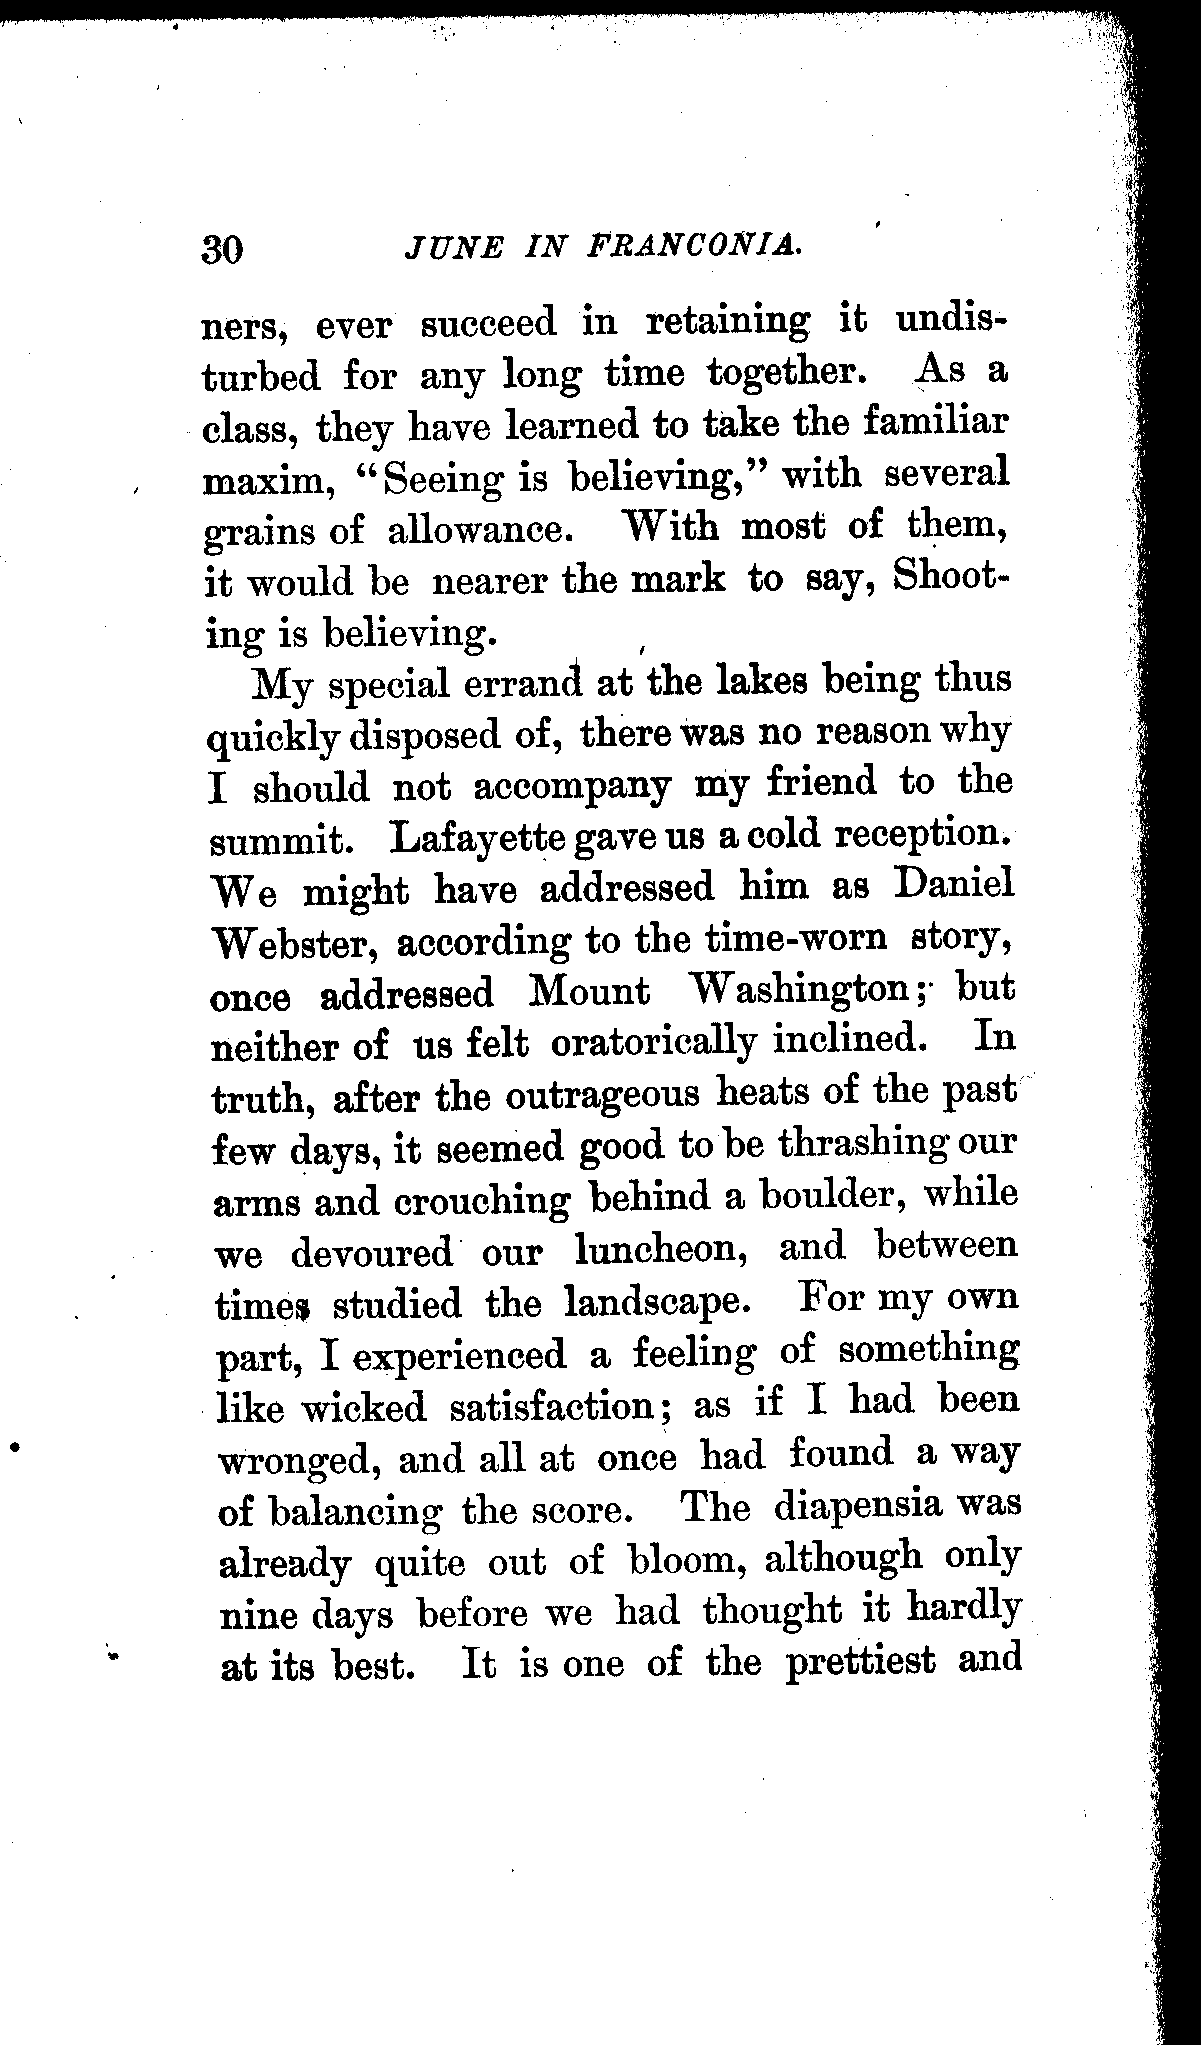 30 JUNE IN FRANCONIA.
ners, ever succeed in retaining it undis-
turbed for any long time together. As a
class, they have learned to take the familiar
maxim, "Seeing is believing," with several
grains of allowance. With most of them,
it would be nearer the mark to say, Shoot-
ing is believing.
My special errand at the lakes being thus
quickly disposed of, there was no reason why
I should not accompany my friend to the
summit. Lafayette gave us a cold reception.
We might have addressed him as Daniel
Webster, according to the time-worn story,
once addressed Mount Washington; but
neither of us felt oratorically inclined. In
truth, after the outrageous heats of the past
few days, it seemed good to be thrashing our
arms and crouching behind a boulder, while
we devoured our luncheon, and between
times studied the landscape. For my own
part, I experienced a feeling of something
like wicked satisfaction; as if I had been
wronged, and all at once had found a way
of balancing the score. The diapensia was
already quite out of bloom, although only
nine days before we had thought it hardly
at its best. It is one of the prettiest and